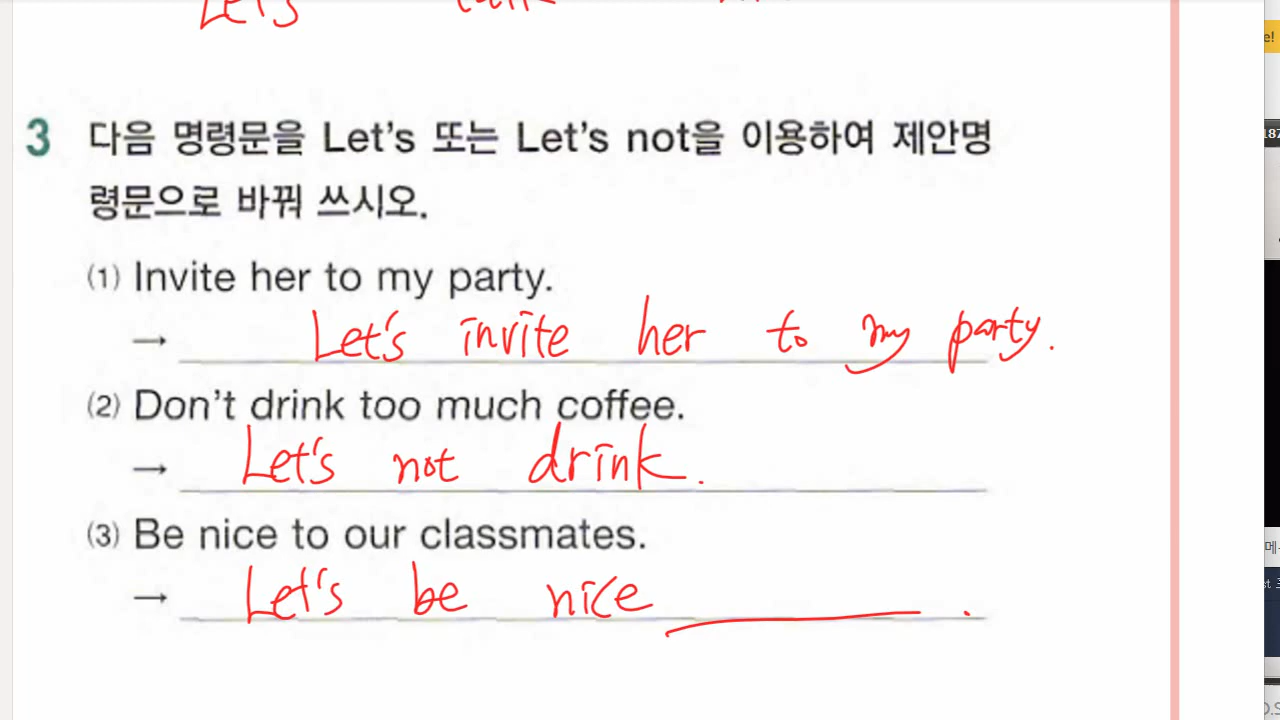 Let's
3 다음 명령문을 Let's 또는 Let's not을 이용하여 제안명
령문으로 바꿔 쓰시오.
(1) Invite her to my party.
→ Let's invite her to my party.
(2) Don't drink too much coffee.
→ Let's not drink.
(3) Be nice to our classmates.
→ Let's be nice .
e!
187